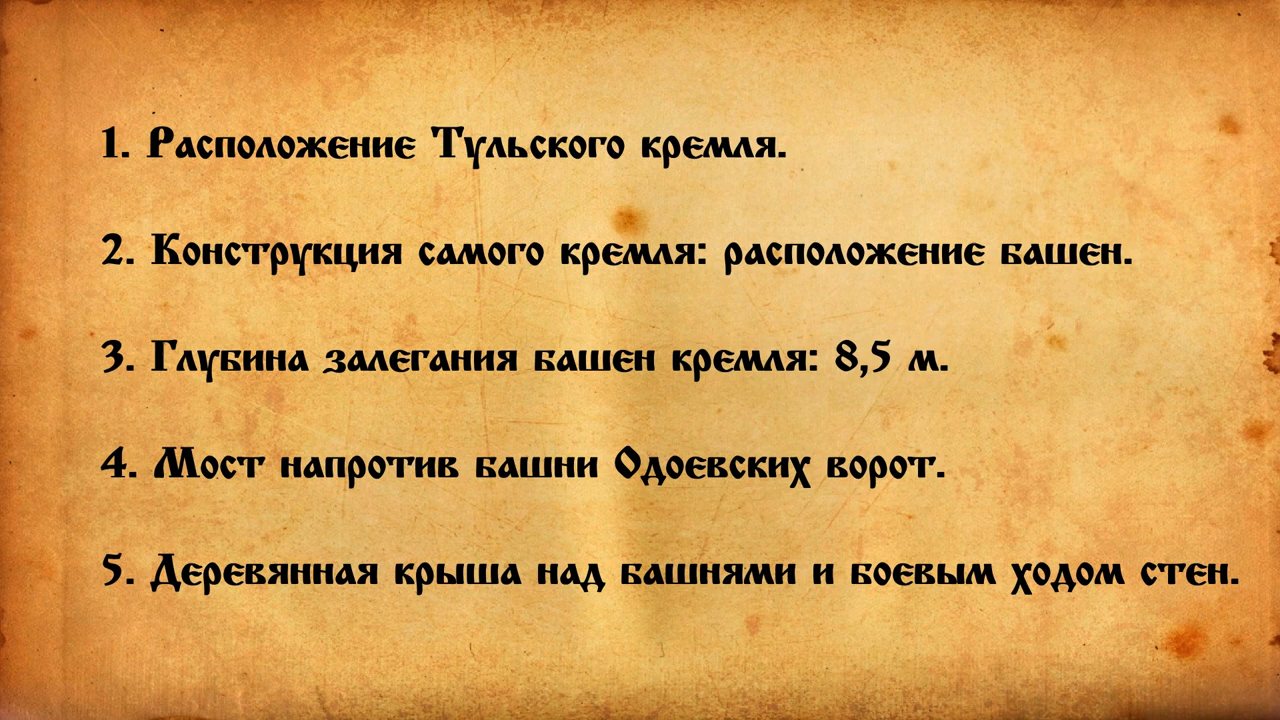 1. Расположение Тульского кремля.
2. Конструкция самого кремля: расположение башен.
3. Глубина залегания башен кремля: 8,5 м.
4. Мост напротив башни Одоевских ворот.
5. Деревянная крыша над башнями и боевым ходом стен.